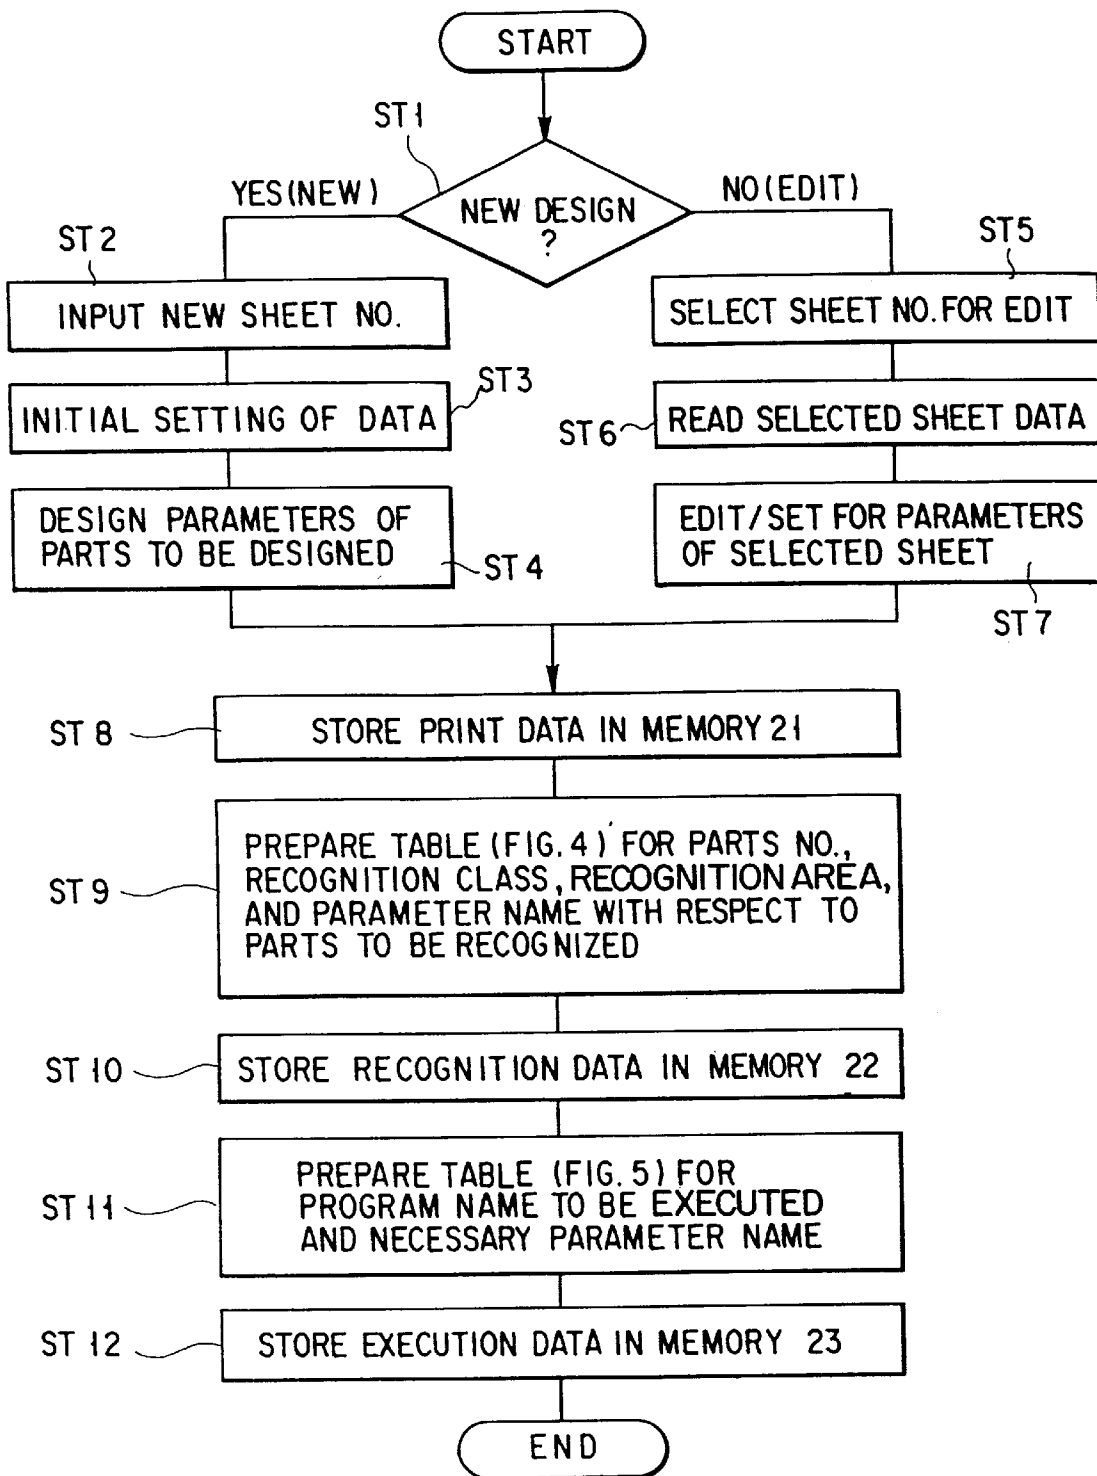 START
ST1
YES(NEW)
NO(EDIT)
NEW DESIGN
?
ST2
INPUT NEW SHEET NO.
ST3
INITIAL SETTING OF DATA
DESIGN PARAMETERS OF
PARTS TO BE DESIGNED
ST4
ST5
SELECT SHEET NO. FOR EDIT
ST6
READ SELECTED SHEET DATA
EDIT/SET FOR PARAMETERS
OF SELECTED SHEET
ST7
ST8
STORE PRINT DATA IN MEMORY 21
ST9
PREPARE TABLE (FIG.4) FOR PARTS NO.,
RECOGNITION CLASS, RECOGNITION AREA,
AND PARAMETER NAME WITH RESPECT TO
PARTS TO BE RECOGNIZED
ST10
STORE RECOGNITION DATA IN MEMORY 22
ST11
PREPARE TABLE (FIG.5) FOR
PROGRAM NAME TO BE EXECUTED
AND NECESSARY PARAMETER NAME
ST12
STORE EXECUTION DATA IN MEMORY 23
END